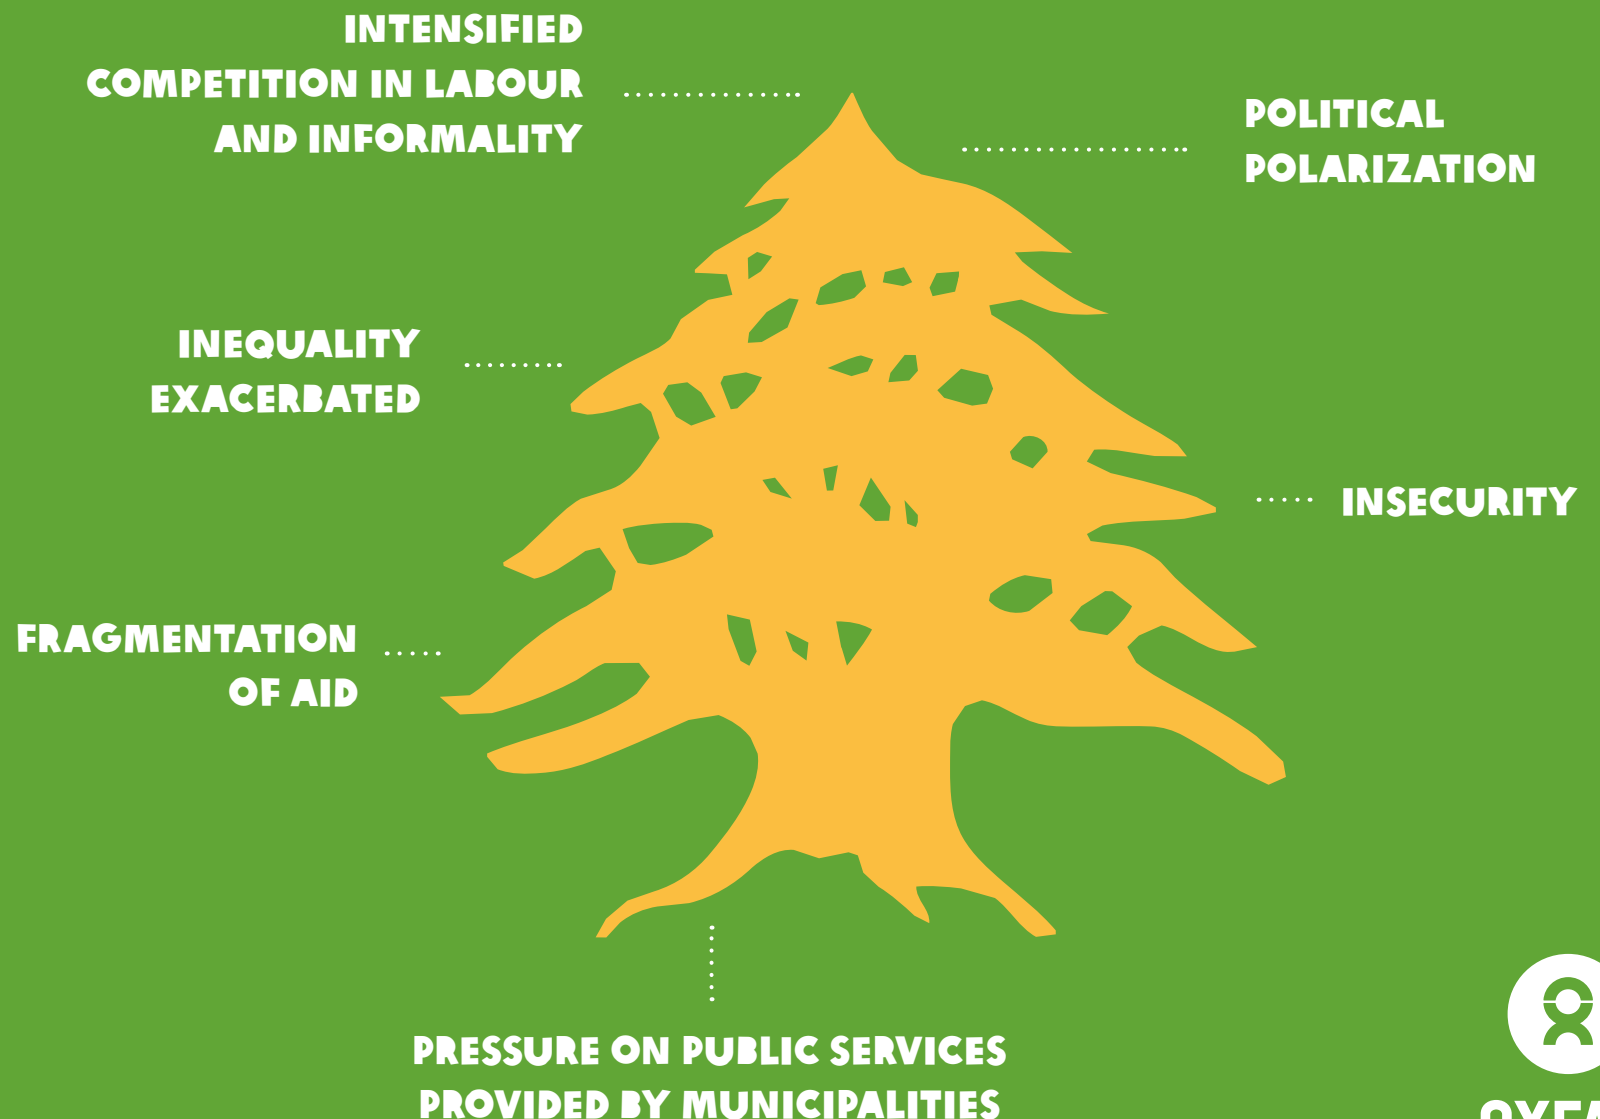 INTENSIFIED
COMPETITION IN LABOUR
AND INFORMALITY
POLITICAL
POLARIZATION
INEQUALITY
EXACERBATED
INSECURITY
FRAGMENTATION
OF AID
PRESSURE ON PUBLIC SERVICES
PROVIDED BY MUNICIPALITIES